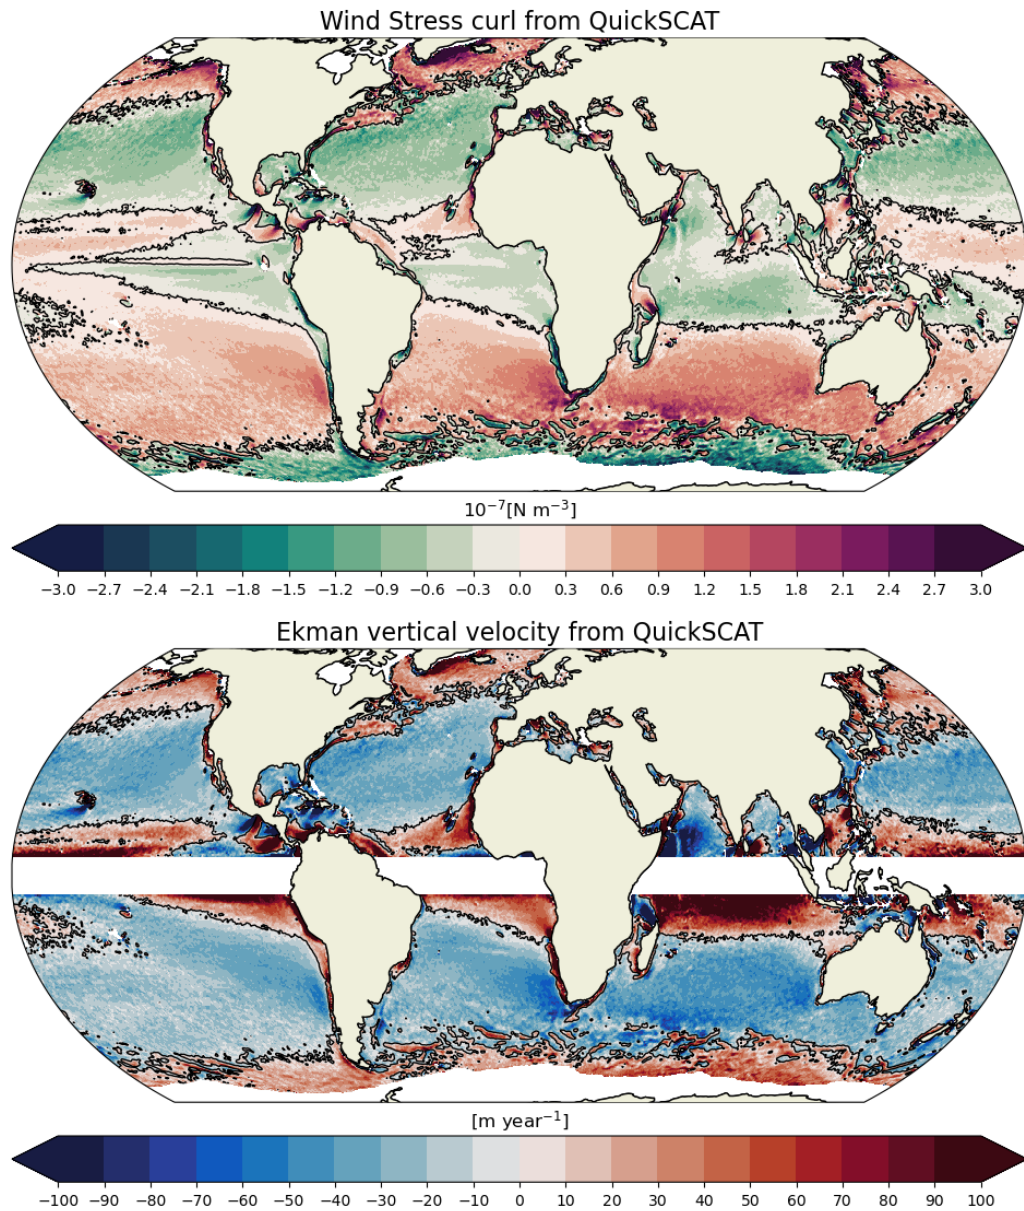 Wind Stress curl from QuickSCAT
10⁻⁷[N m⁻³]
−3.0 −2.7 −2.4 −2.1 −1.8 −1.5 −1.2 −0.9 −0.6 −0.3 0.0 0.3 0.6 0.9 1.2 1.5 1.8 2.1 2.4 2.7 3.0
Ekman vertical velocity from QuickSCAT
[m year⁻¹]
−100 −90 −80 −70 −60 −50 −40 −30 −20 −10 0 10 20 30 40 50 60 70 80 90 100